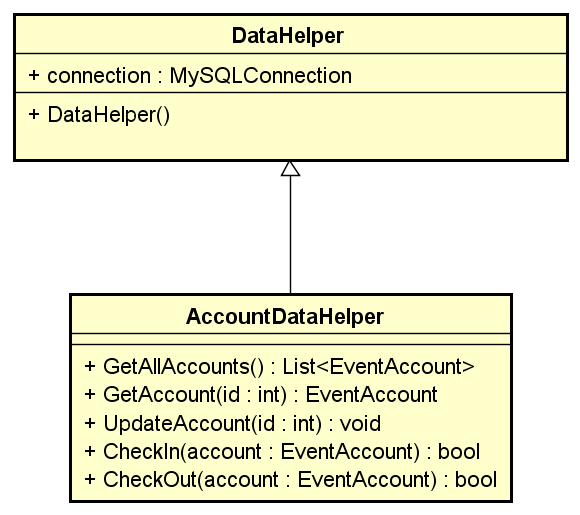 DataHelper
+ connection : MySQLConnection
+ DataHelper()
AccountDataHelper
+ GetAllAccounts() : List<EventAccount>
+ GetAccount(id : int) : EventAccount
+ UpdateAccount(id : int) : void
+ CheckIn(account : EventAccount) : bool
+ CheckOut(account : EventAccount) : bool